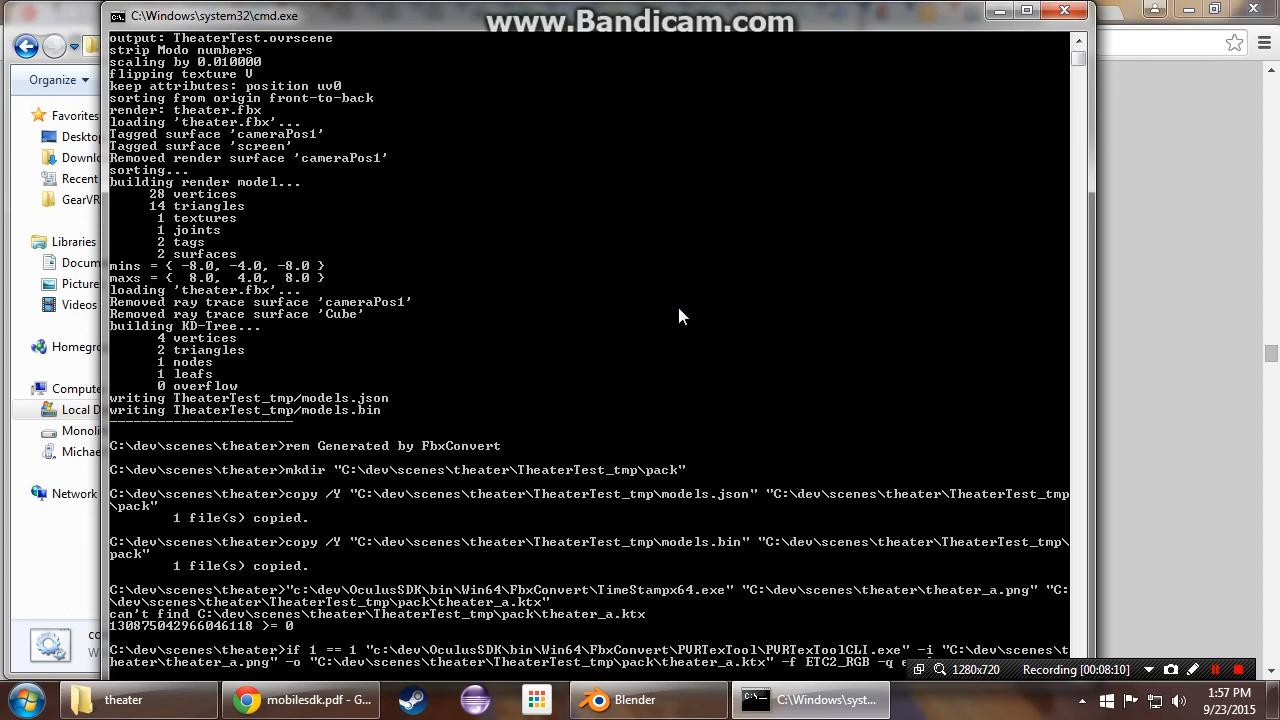 www.Bandicam.com
C:\Windows\system32\cmd.exe
output: TheaterTest.ovrscene
strip Modo numbers
scaling by 0.010000
flipping texture V
keep attributes: position uv0
sorting from origin front-to-back
render: theater.fbx
loading 'theater.fbx'...
Tagged surface 'cameraPos1'
Tagged surface 'screen'
Removed render surface 'cameraPos1'
sorting...
building render model...
28 vertices
14 triangles
1 textures
1 joints
2 tags
2 surfaces
mins = { -8.0, -4.0, -8.0 }
maxs = { 8.0, 4.0, 8.0 }
loading 'theater.fbx'...
Removed ray trace surface 'cameraPos1'
Removed ray trace surface 'Cube'
building KD-Tree...
4 vertices
2 triangles
1 nodes
1 leafs
0 overflow
writing TheaterTest_tmp/models.json
writing TheaterTest_tmp/models.bin
-----------------------
C:\dev\scenes\theater>rem Generated by FbxConvert
C:\dev\scenes\theater>mkdir "C:\dev\scenes\theater\TheaterTest_tmp\pack"
C:\dev\scenes\theater>copy /Y "C:\dev\scenes\theater\TheaterTest_tmp\models.json" "C:\dev\scenes\theater\TheaterTest_tmp
\pack"
1 file(s) copied.
C:\dev\scenes\theater>copy /Y "C:\dev\scenes\theater\TheaterTest_tmp\models.bin" "C:\dev\scenes\theater\TheaterTest_tmp\
pack"
1 file(s) copied.
C:\dev\scenes\theater>"c:\dev\OculusSDK\bin\Win64\FbxConvert\TimeStampx64.exe" "C:\dev\scenes\theater\theater_a.png" "C:
\dev\scenes\theater\TheaterTest_tmp\pack\theater_a.ktx"
can't find C:\dev\scenes\theater\TheaterTest_tmp\pack\theater_a.ktx
130875042966046118 >= 0
C:\dev\scenes\theater>if 1 == 1 "c:\dev\OculusSDK\bin\Win64\FbxConvert\PVRTexTool\PVRTexToolCLI.exe" -i "C:\dev\scenes\t
heater\theater_a.png" -o "C:\dev\scenes\theater\TheaterTest_tmp\pack\theater_a.ktx" -f ETC2_RGB -q e
Organize
Favorites
Deskto
Downlo
Recent
GearVR
Libraries
Docum
Picture
Videos
Homegro
Compute
Local D
Monoli
Michae
Network
co
1280x720
Recording [00:08:10]
theater
mobilesdk.pdf - G...
Blender
C:\Windows\syst...
1:57 PM
9/23/2015